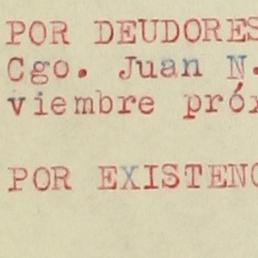 POR DEUDORES
Cgo. Juan N.
viembre próx
POR EXISTENC